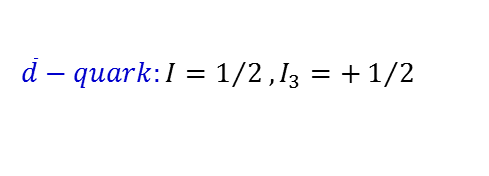 d̄ − quark: I = 1/2 , I₃ = + 1/2